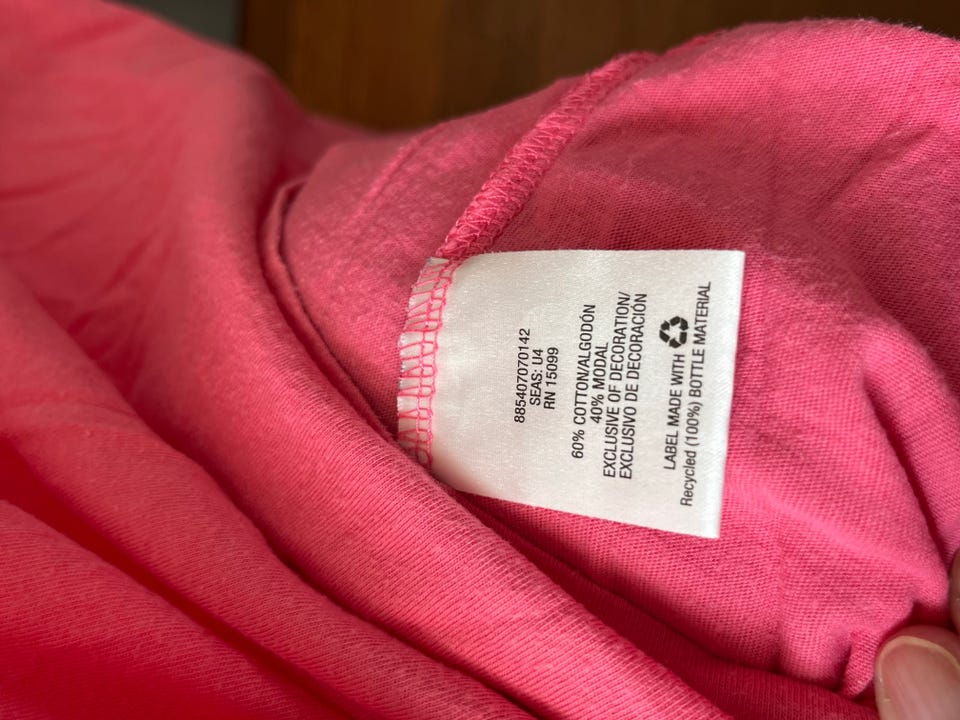 885407070142
SEAS: U4
RN 15099
60% COTTON/ALGODÓN
40% MODAL
EXCLUSIVE OF DECORATION/
EXCLUSIVO DE DECORACIÓN
LABEL MADE WITH ♻
Recycled (100%) BOTTLE MATERIAL